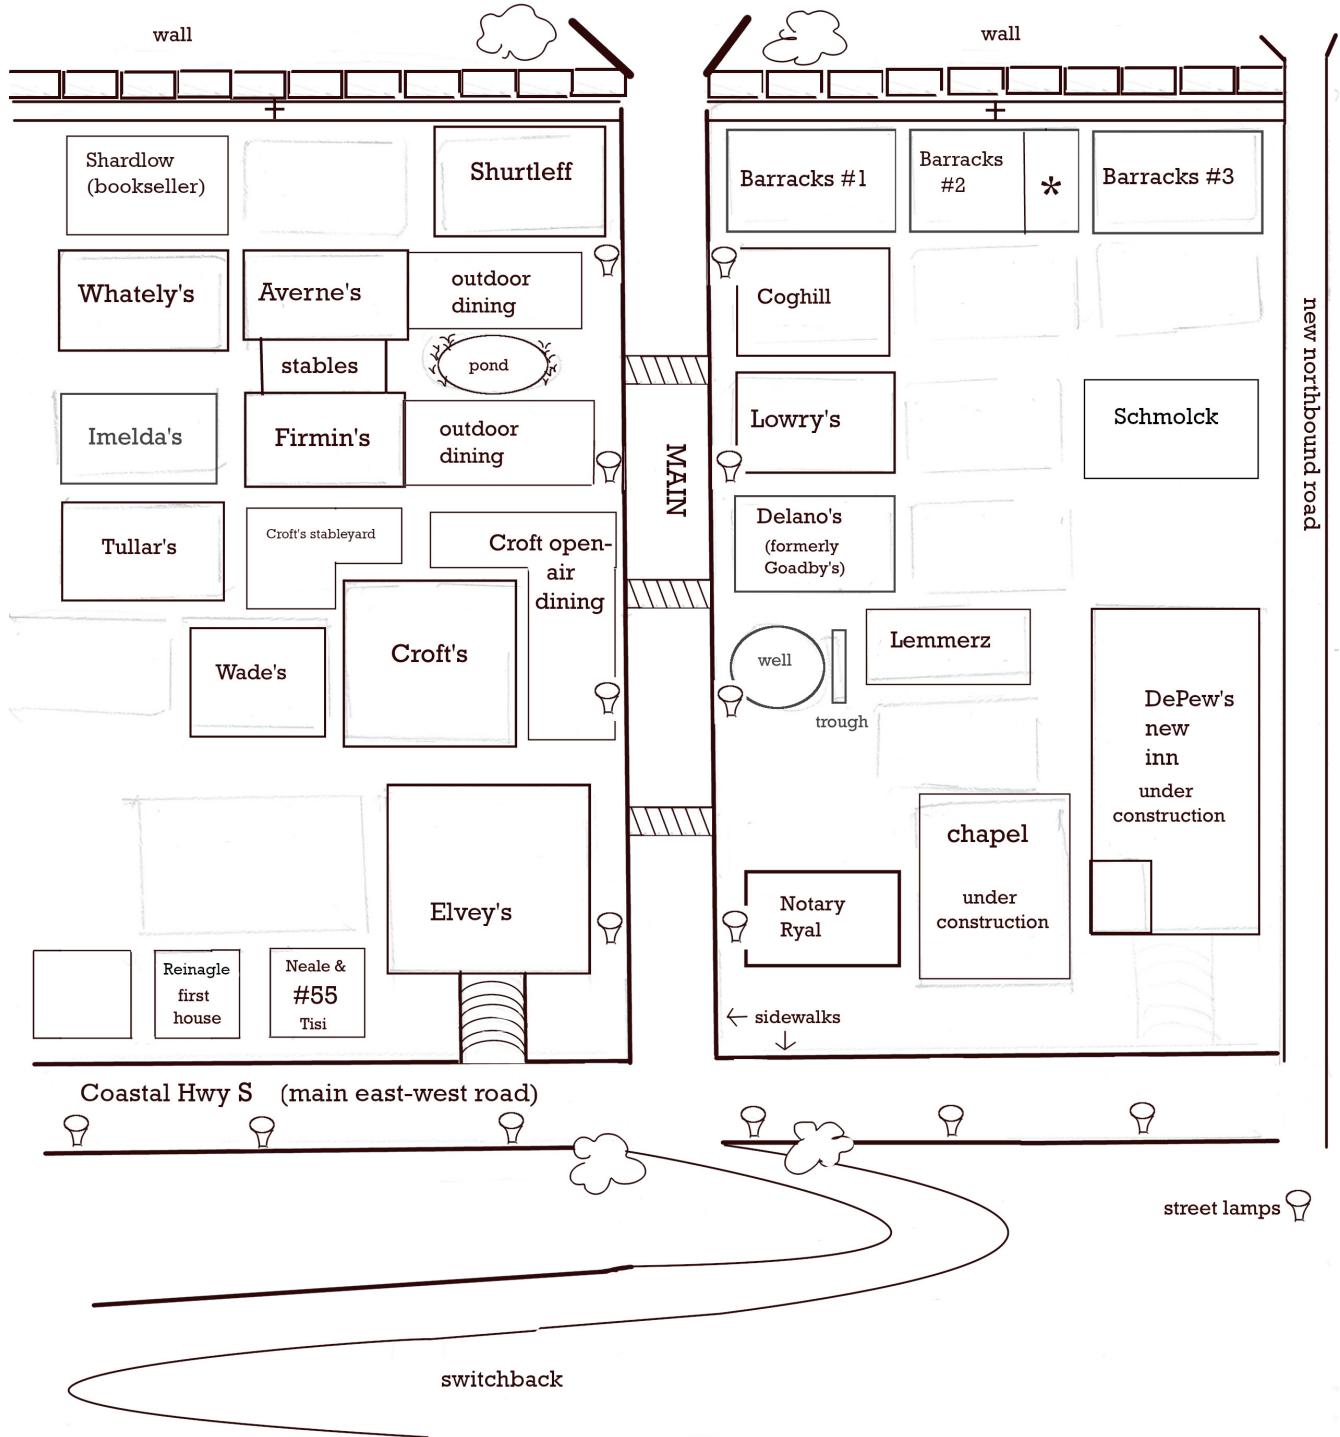 wall
wall
Shardlow
(bookseller)
Shurtleff
Barracks #1
Barracks
#2
*
Barracks #3
Whately's
Averne's
outdoor
dining
Coghill
stables
pond
new northbound road
Imelda's
Firmin's
outdoor
dining
MAIN
Lowry's
Schmolck
Tullar's
Croft's stableyard
Croft open-
air
dining
Delano's
(formerly
Goadby's)
Wade's
Croft's
well
trough
Lemmerz
DePew's
new
inn
under
construction
Elvey's
Notary
Ryal
chapel
under
construction
Reinagle
first
house
Neale &
#55
Tisi
← sidewalks
↓
Coastal Hwy S (main east-west road)
street lamps
switchback